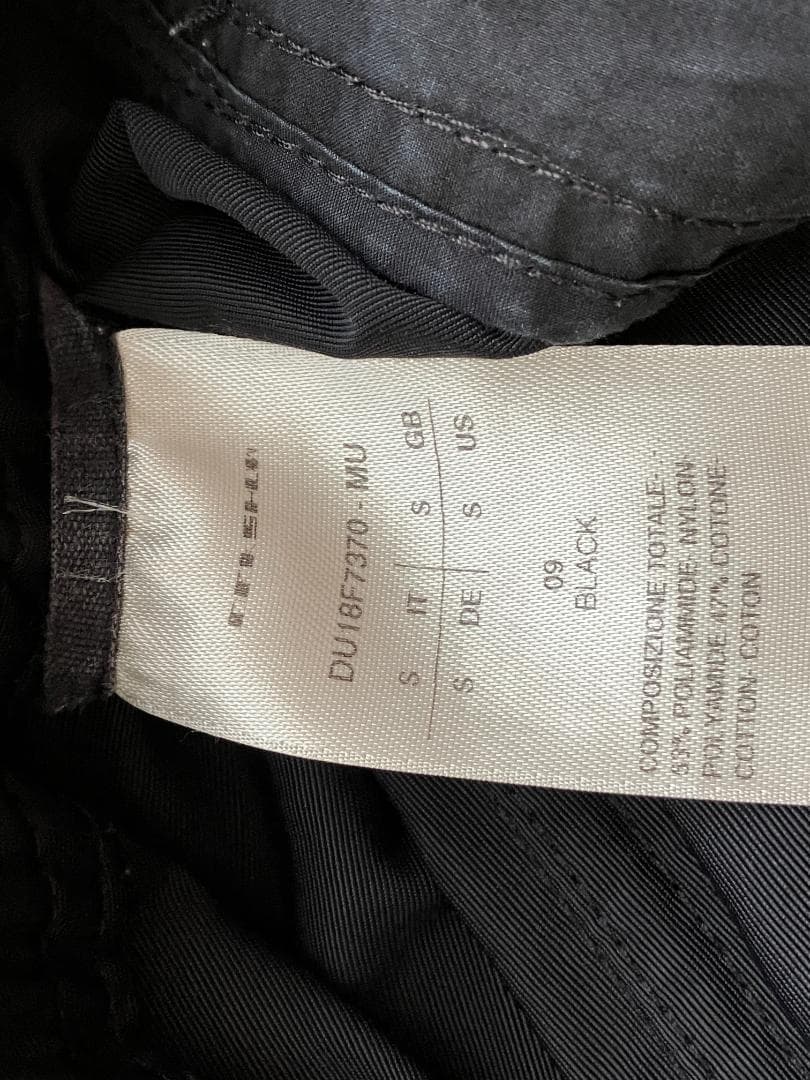 DU18F7370 - MU
S IT S GB
S DE S US
09
BLACK
COMPOSIZIONE TOTALE- -
53% POLIAMMIDE- NYLON-
POLYAMIDE 47% COTONE-
COTTON- COTON